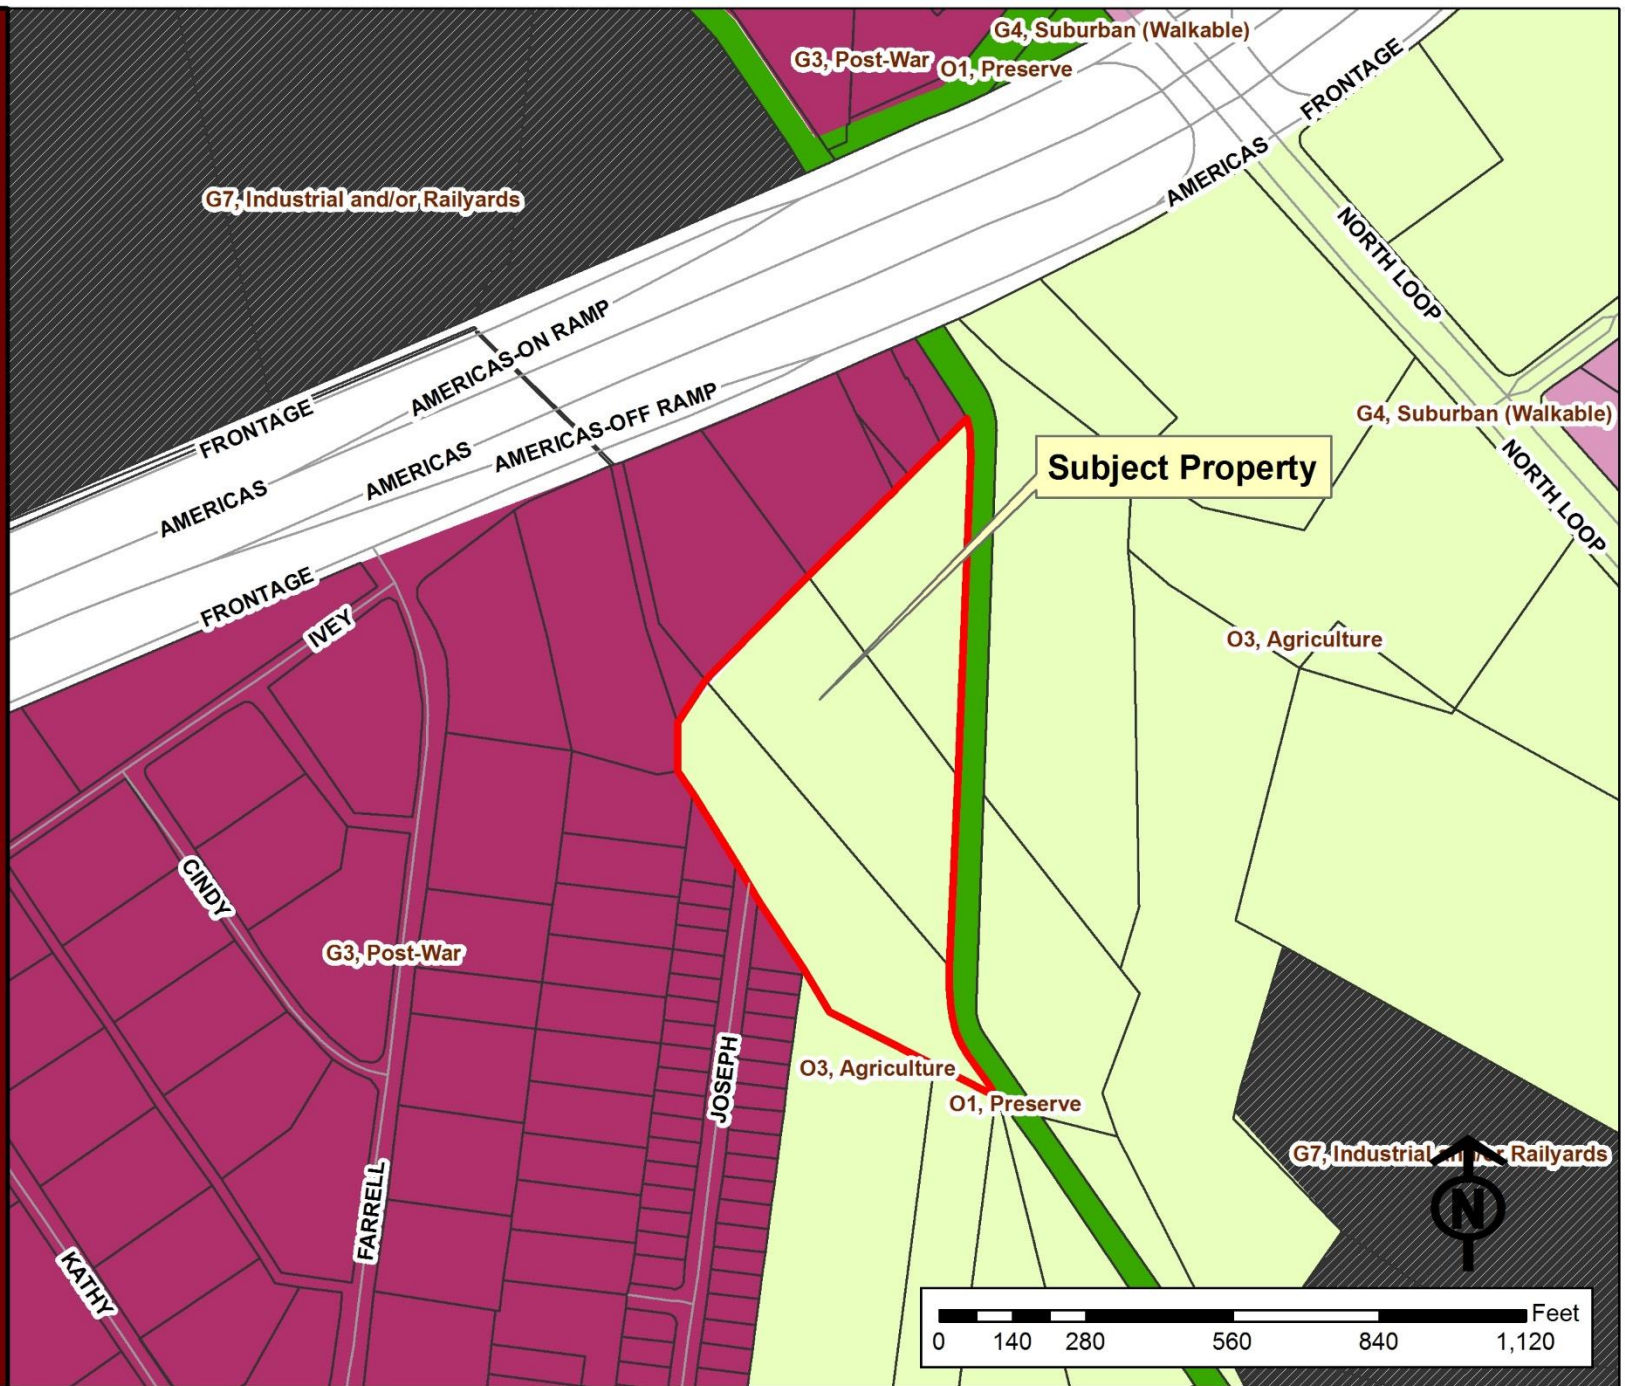 G4, Suburban (Walkable)
G3, Post-War
O1, Preserve
FRONTAGE
AMERICAS
G7, Industrial and/or Railyards
NORTH LOOP
AMERICAS-ON RAMP
FRONTAGE
AMERICAS-OFF RAMP
AMERICAS
AMERICAS
G4, Suburban (Walkable)
Subject Property
NORTH LOOP
FRONTAGE
IVEY
O3, Agriculture
CINDY
G3, Post-War
JOSEPH
O3, Agriculture
O1, Preserve
G7, Industrial and/or Railyards
FARRELL
N
KATHY
Feet
0 140 280 560 840 1,120